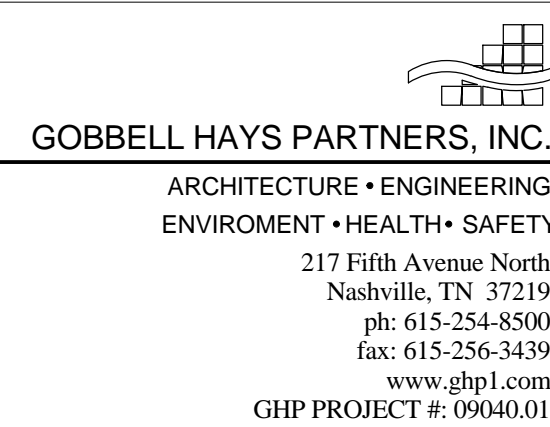 GOBBELL HAYS PARTNERS, INC.
ARCHITECTURE • ENGINEERING
ENVIROMENT • HEALTH • SAFETY
217 Fifth Avenue North
Nashville, TN 37219
ph: 615-254-8500
fax: 615-256-3439
www.ghp1.com
GHP PROJECT #: 09040.01